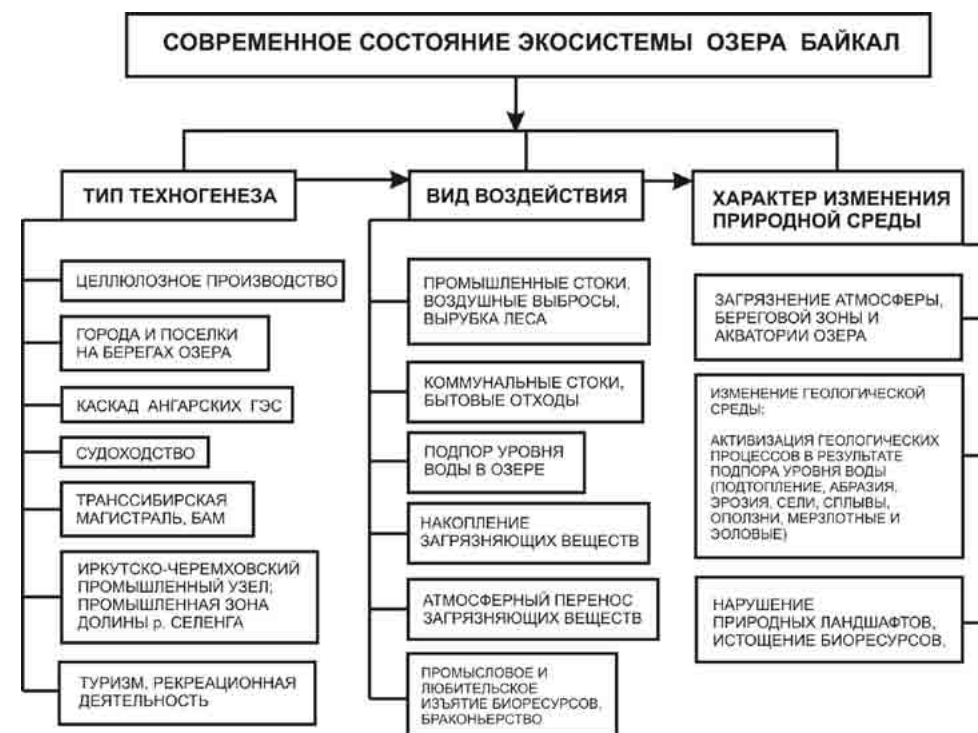 СОВРЕМЕННОЕ СОСТОЯНИЕ ЭКОСИСТЕМЫ ОЗЕРА БАЙКАЛ
ТИП ТЕХНОГЕНЕЗА
ЦЕЛЛЮЛОЗНОЕ ПРОИЗВОДСТВО
ГОРОДА И ПОСЕЛКИ
НА БЕРЕГАХ ОЗЕРА
КАСКАД АНГАРСКИХ ГЭС
СУДОХОДСТВО
ТРАНССИБИРСКАЯ
МАГИСТРАЛЬ, БАМ
ИРКУТСКО-ЧЕРЕМХОВСКИЙ
ПРОМЫШЛЕННЫЙ УЗЕЛ;
ПРОМЫШЛЕННАЯ ЗОНА
ДОЛИНЫ р. СЕЛЕНГА
ТУРИЗМ, РЕКРЕАЦИОННАЯ
ДЕЯТЕЛЬНОСТЬ
ВИД ВОЗДЕЙСТВИЯ
ПРОМЫШЛЕННЫЕ СТОКИ,
ВОЗДУШНЫЕ ВЫБРОСЫ,
ВЫРУБКА ЛЕСА
КОММУНАЛЬНЫЕ СТОКИ,
БЫТОВЫЕ ОТХОДЫ
ПОДПОР УРОВНЯ
ВОДЫ В ОЗЕРЕ
НАКОПЛЕНИЕ
ЗАГРЯЗНЯЮЩИХ ВЕЩЕСТВ
АТМОСФЕРНЫЙ ПЕРЕНОС
ЗАГРЯЗНЯЮЩИХ ВЕЩЕСТВ
ПРОМЫСЛОВОЕ И
ЛЮБИТЕЛЬСКОЕ
ИЗЪЯТИЕ БИОРЕСУРСОВ,
БРАКОНЬЕРСТВО
ХАРАКТЕР ИЗМЕНЕНИЯ
ПРИРОДНОЙ СРЕДЫ
ЗАГРЯЗНЕНИЕ АТМОСФЕРЫ,
БЕРЕГОВОЙ ЗОНЫ И
АКВАТОРИИ ОЗЕРА
ИЗМЕНЕНИЕ ГЕОЛОГИЧЕСКОЙ
СРЕДЫ:
АКТИВИЗАЦИЯ ГЕОЛОГИЧЕСКИХ
ПРОЦЕССОВ В РЕЗУЛЬТАТЕ
ПОДПОРА УРОВНЯ ВОДЫ
(ПОДТОПЛЕНИЕ, АБРАЗИЯ,
ЭРОЗИЯ, СЕЛИ, СПЛЫВЫ,
ОПОЛЗНИ, МЕРЗЛОТНЫЕ И
ЭОЛОВЫЕ)
НАРУШЕНИЕ
ПРИРОДНЫХ ЛАНДШАФТОВ,
ИСТОЩЕНИЕ БИОРЕСУРСОВ.